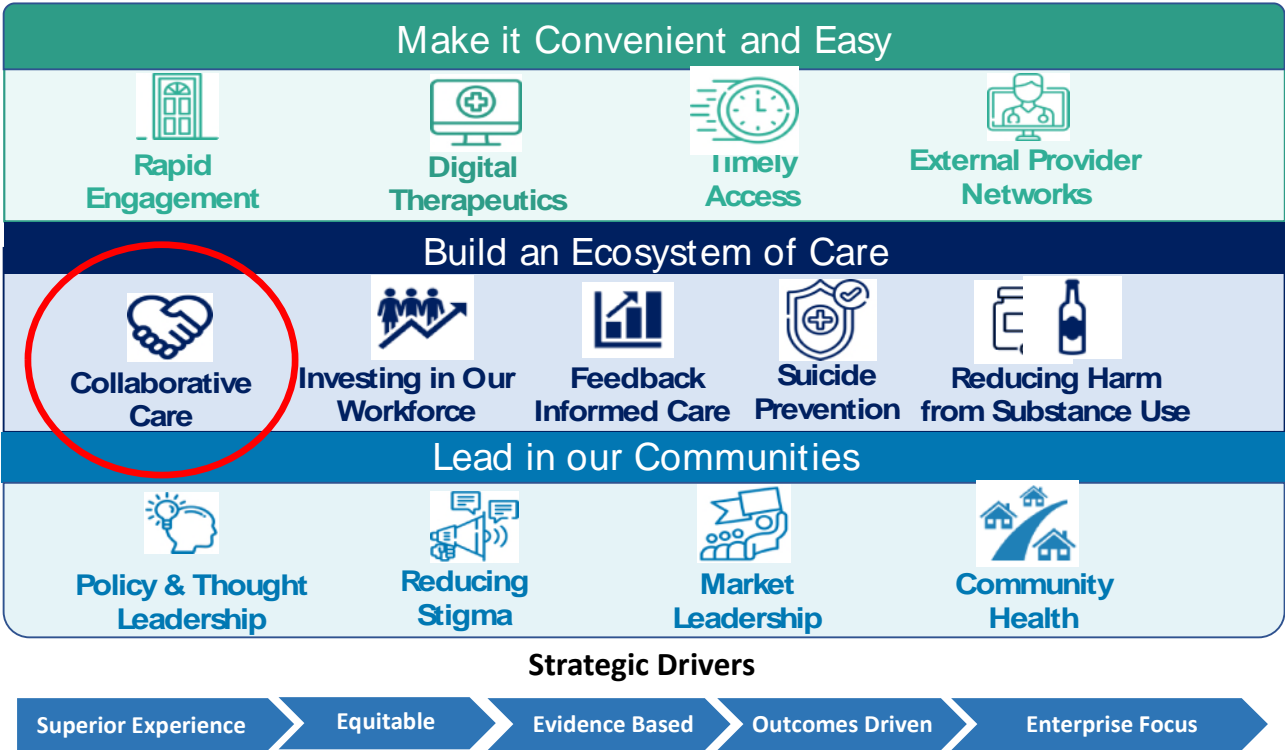 Make it Convenient and Easy
Rapid
Engagement
Digital
Therapeutics
Timely
Access
External Provider
Networks
Build an Ecosystem of Care
Collaborative
Care
Investing in Our
Workforce
Feedback
Informed Care
Suicide
Prevention
Reducing Harm
from Substance Use
Lead in our Communities
Policy & Thought
Leadership
Reducing
Stigma
Market
Leadership
Community
Health
Strategic Drivers
Superior Experience
Equitable
Evidence Based
Outcomes Driven
Enterprise Focus